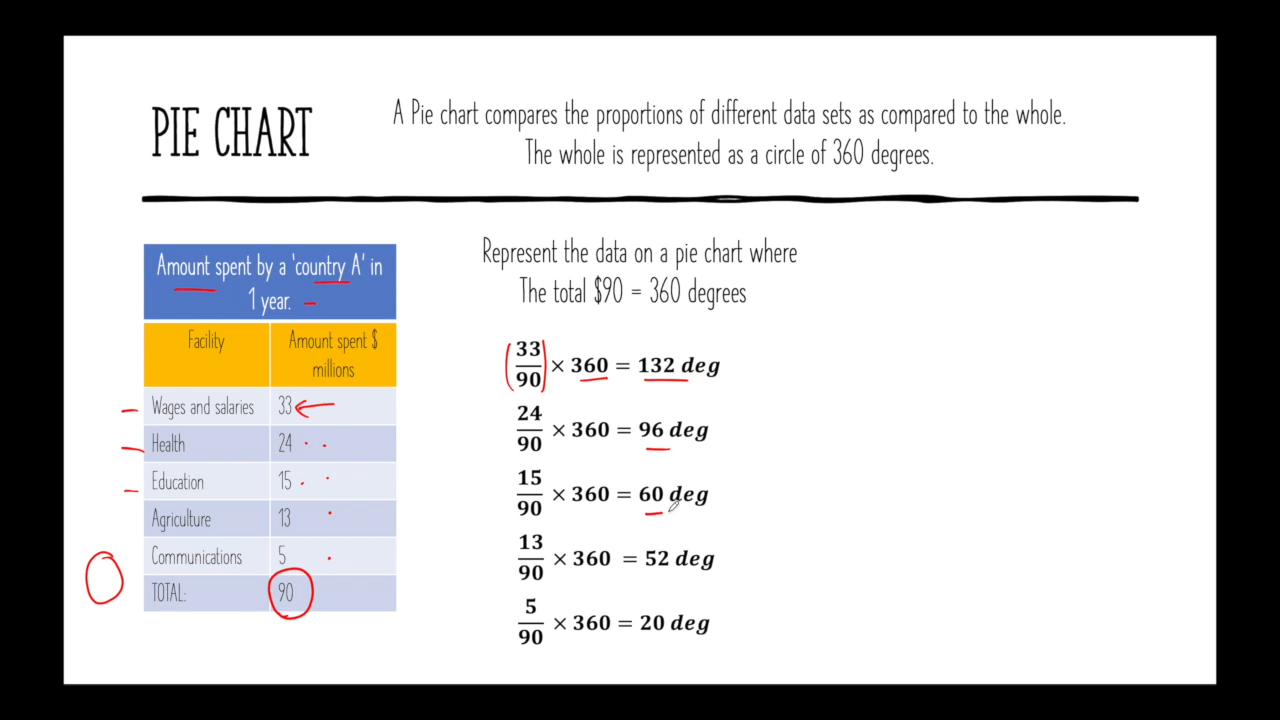 PIE CHART
A Pie chart compares the proportions of different data sets as compared to the whole.
The whole is represented as a circle of 360 degrees.
Amount spent by a 'country A' in
1 year.
Facility Amount spent $
millions
Wages and salaries 33
Health 24
Education 15
Agriculture 13
Communications 5
TOTAL: 90
Represent the data on a pie chart where
The total $90 = 360 degrees
33/90 × 360 = 132 deg
24/90 × 360 = 96 deg
15/90 × 360 = 60 deg
13/90 × 360 = 52 deg
5/90 × 360 = 20 deg